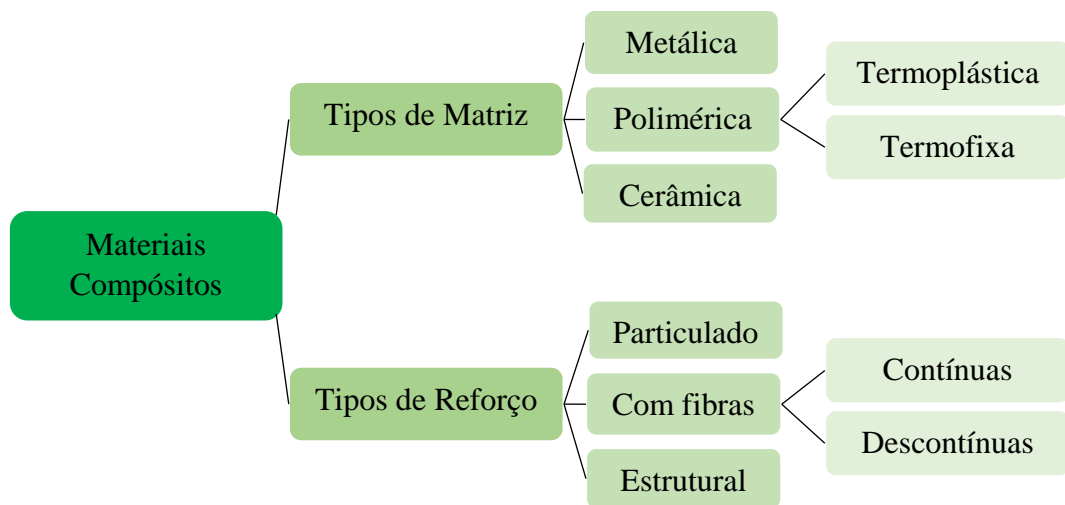 Materiais
Compósitos
Tipos de Matriz
Metálica
Polimérica
Termoplástica
Termofixa
Cerâmica
Tipos de Reforço
Particulado
Com fibras
Contínuas
Descontínuas
Estrutural